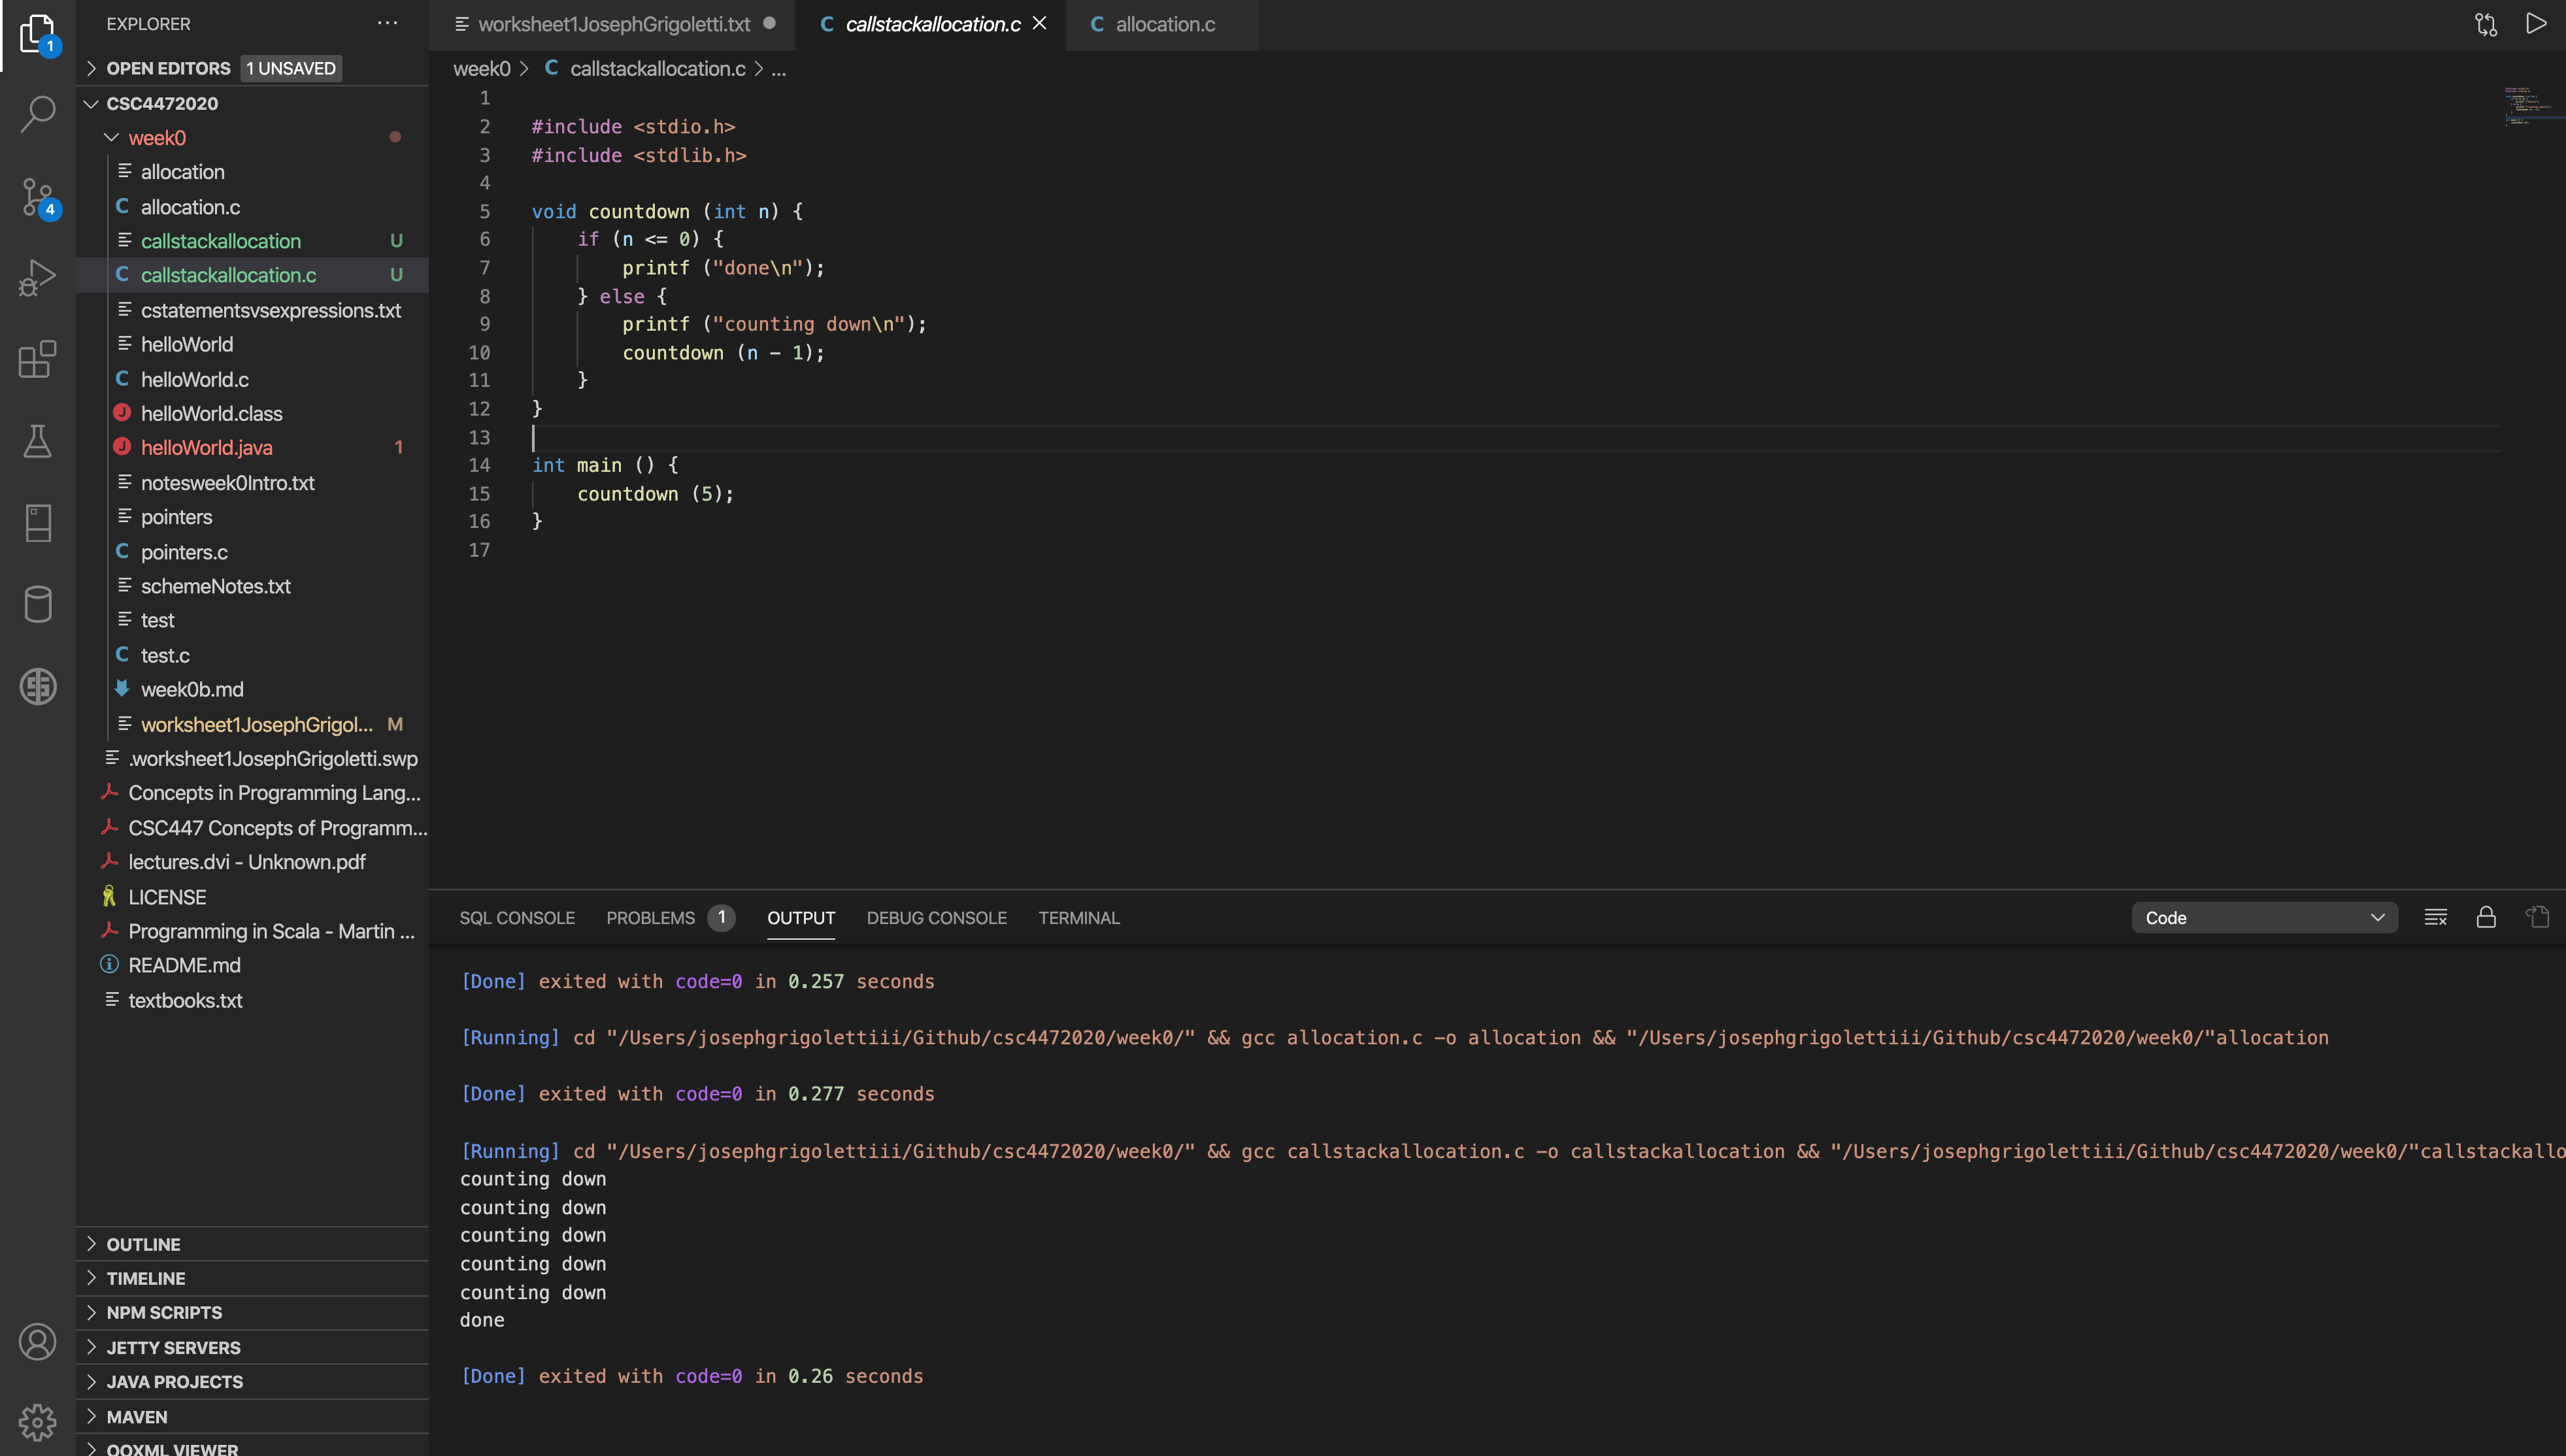 1
4
EXPLORER
OPEN EDITORS 1 UNSAVED
CSC4472020
week0
allocation
allocation.c
callstackallocation U
callstackallocation.c U
cstatementsvsexpressions.txt
helloWorld
helloWorld.c
helloWorld.class
helloWorld.java 1
notesweek0Intro.txt
pointers
pointers.c
schemeNotes.txt
test
test.c
week0b.md
worksheet1JosephGrigol... M
.worksheet1JosephGrigoletti.swp
Concepts in Programming Lang...
CSC447 Concepts of Programm...
lectures.dvi - Unknown.pdf
LICENSE
Programming in Scala - Martin ...
README.md
textbooks.txt
OUTLINE
TIMELINE
NPM SCRIPTS
JETTY SERVERS
JAVA PROJECTS
MAVEN
OOXML VIEWER
worksheet1JosephGrigoletti.txt callstackallocation.c allocation.c
week0 > callstackallocation.c > ...
1
2 #include <stdio.h>
3 #include <stdlib.h>
4
5 void countdown (int n) {
6 if (n <= 0) {
7 printf ("done\n");
8 } else {
9 printf ("counting down\n");
10 countdown (n - 1);
11 }
12 }
13
14 int main () {
15 countdown (5);
16 }
17
SQL CONSOLE PROBLEMS 1 OUTPUT DEBUG CONSOLE TERMINAL Code
[Done] exited with code=0 in 0.257 seconds
[Running] cd "/Users/josephgrigolettiii/Github/csc4472020/week0/" && gcc allocation.c -o allocation && "/Users/josephgrigolettiii/Github/csc4472020/week0/"allocation
[Done] exited with code=0 in 0.277 seconds
[Running] cd "/Users/josephgrigolettiii/Github/csc4472020/week0/" && gcc callstackallocation.c -o callstackallocation && "/Users/josephgrigolettiii/Github/csc4472020/week0/"callstackallo
counting down
counting down
counting down
counting down
counting down
done
[Done] exited with code=0 in 0.26 seconds